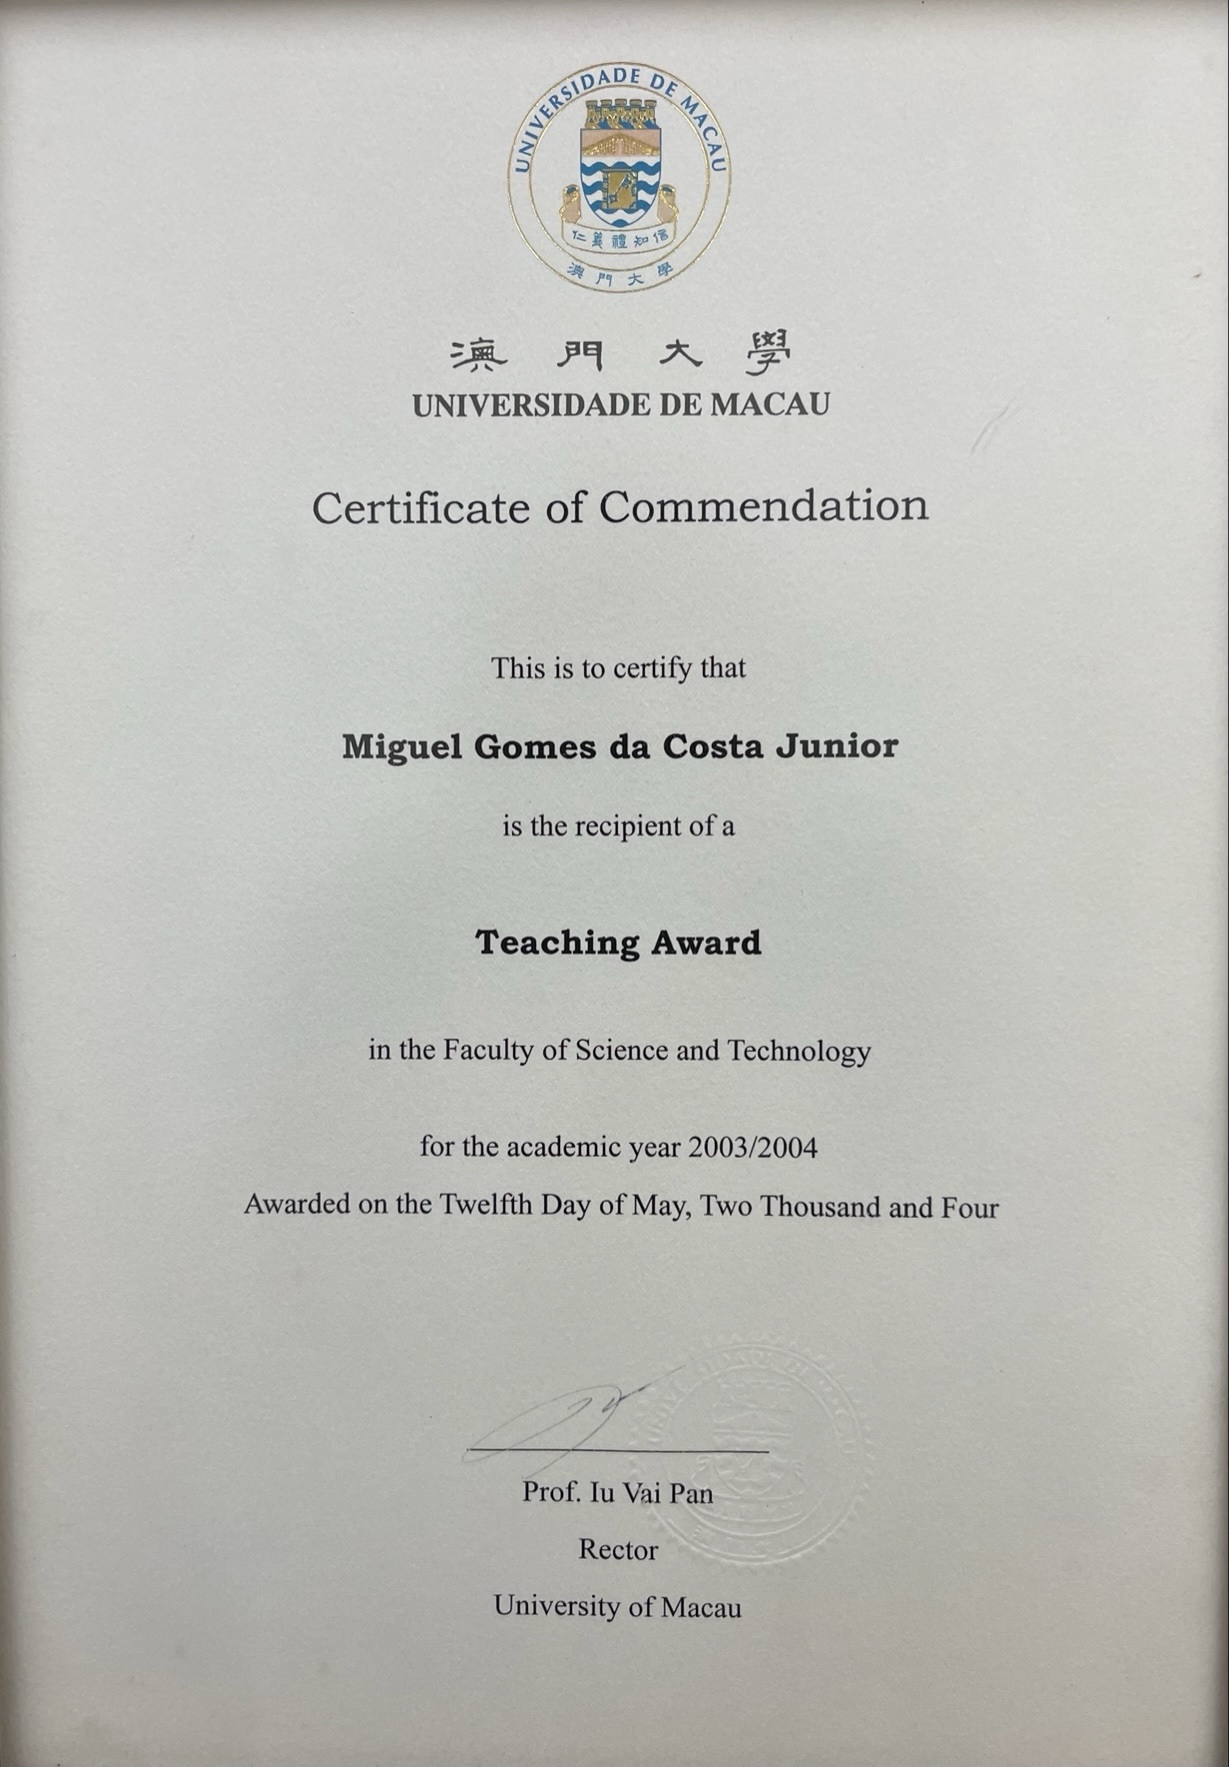 UNIVERSIDADE DE MACAU
仁義禮知信
澳門大學
澳門大學
UNIVERSIDADE DE MACAU
Certificate of Commendation
This is to certify that
Miguel Gomes da Costa Junior
is the recipient of a
Teaching Award
in the Faculty of Science and Technology
for the academic year 2003/2004
Awarded on the Twelfth Day of May, Two Thousand and Four
Prof. Iu Vai Pan
Rector
University of Macau